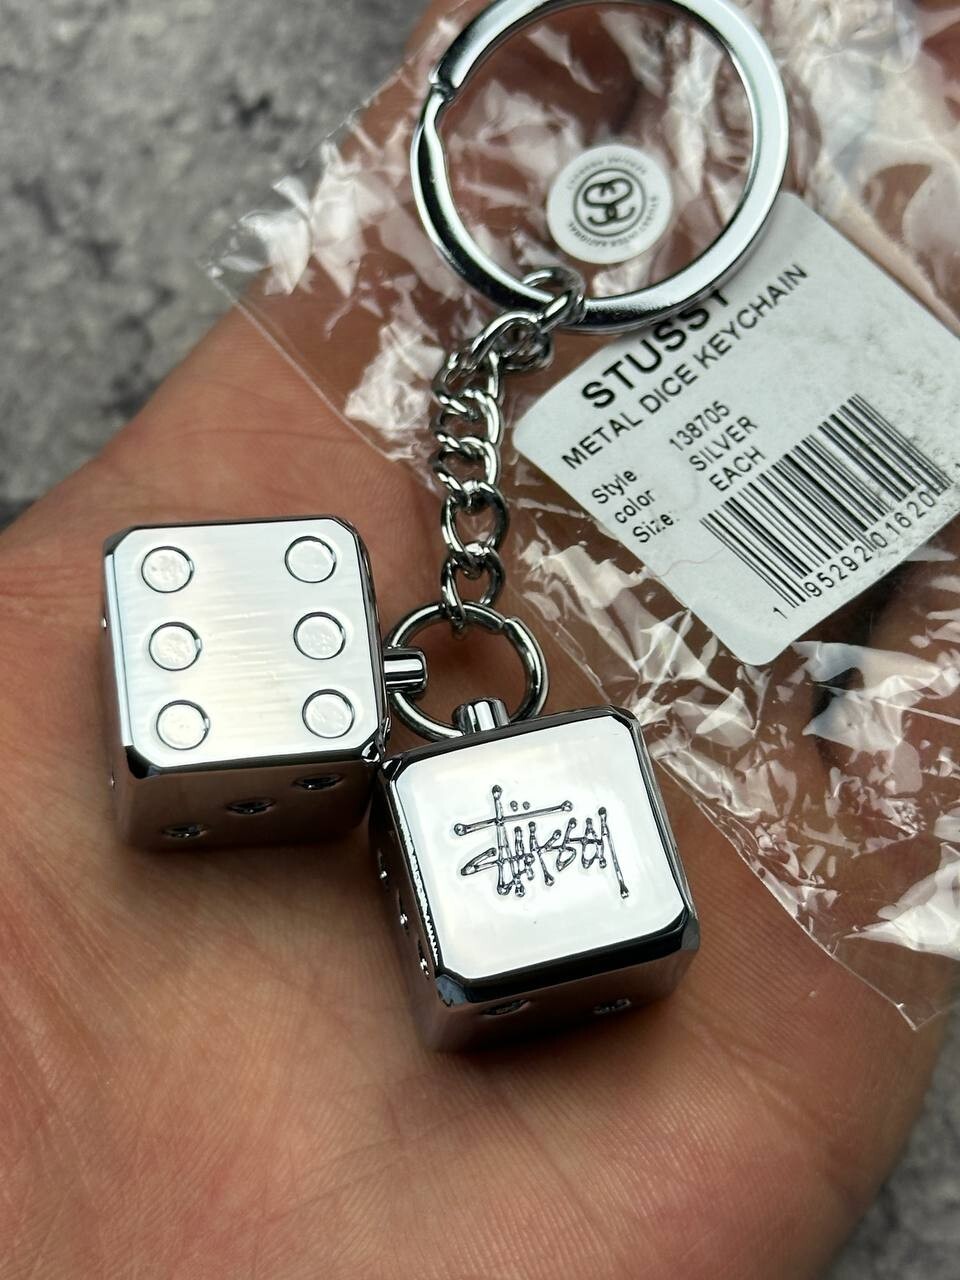 STUSSY
METAL DICE KEYCHAIN
Style 138705
color SILVER
Size: EACH
Stüssy